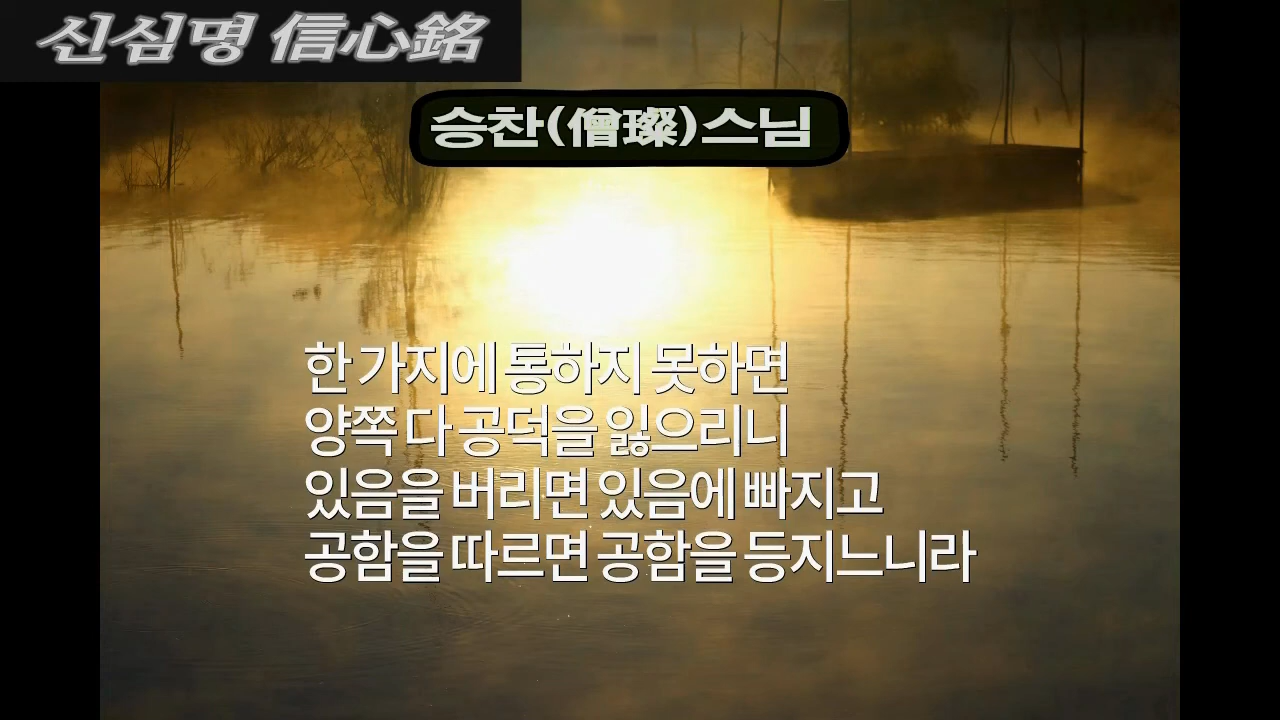 신심명 信心銘
승찬(僧璨)스님
한 가지에 통하지 못하면
양쪽 다 공덕을 잃으리니
있음을 버리면 있음에 빠지고
공함을 따르면 공함을 등지느니라